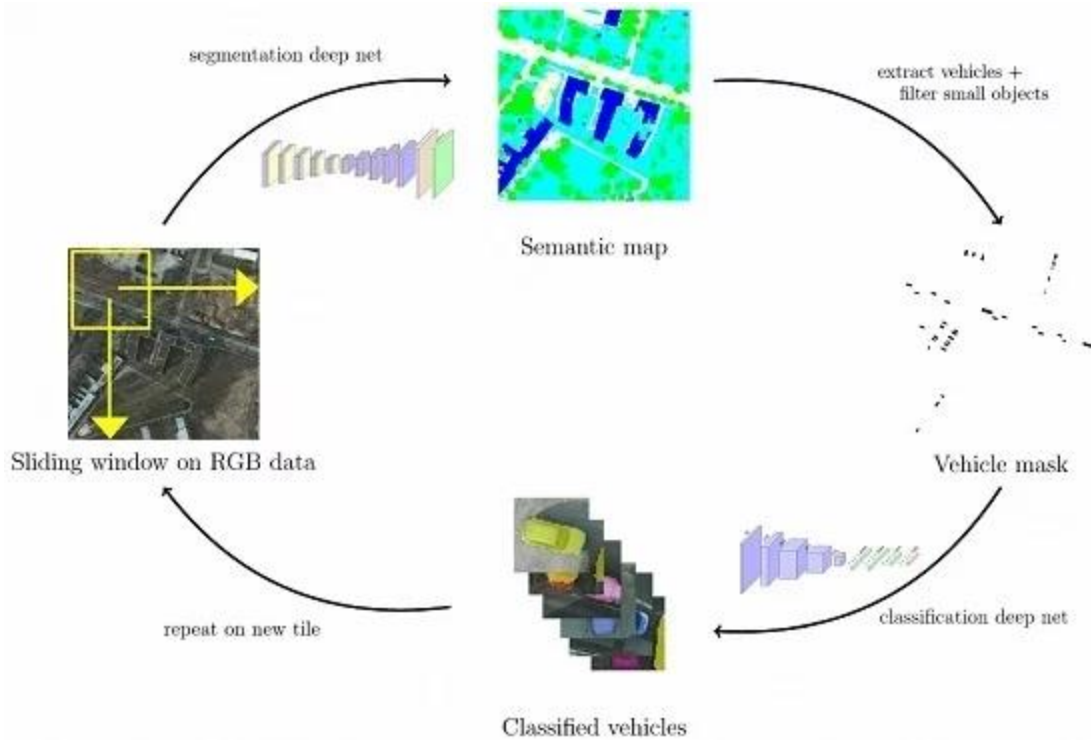 segmentation deep net
extract vehicles +
filter small objects
Semantic map
Sliding window on RGB data
Vehicle mask
classification deep net
repeat on new tile
Classified vehicles